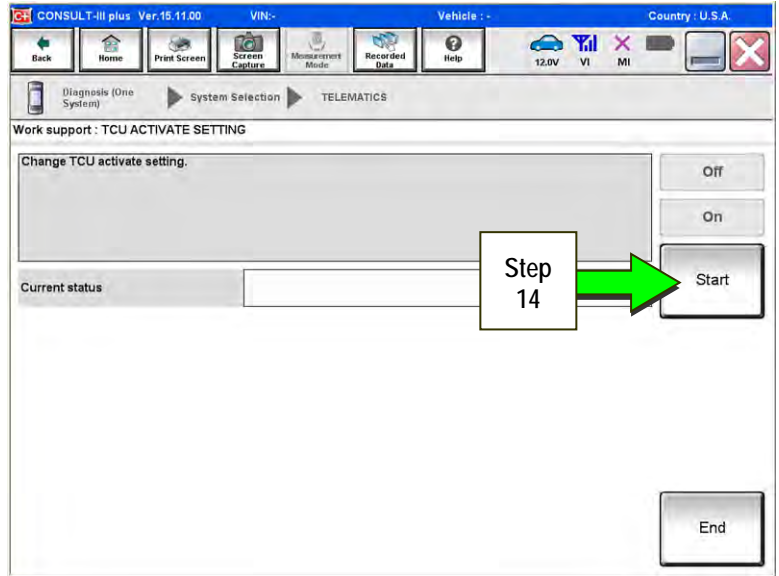 C+ CONSULT-III plus Ver.15.11.00 VIN:- Vehicle : - Country : U.S.A.
Back Home Print Screen Screen Capture Measurement Mode Recorded Data Help 12.0V VI MI
Diagnosis (One System) System Selection TELEMATICS
Work support : TCU ACTIVATE SETTING
Change TCU activate setting.
Off
On
Step
14
Start
Current status
End